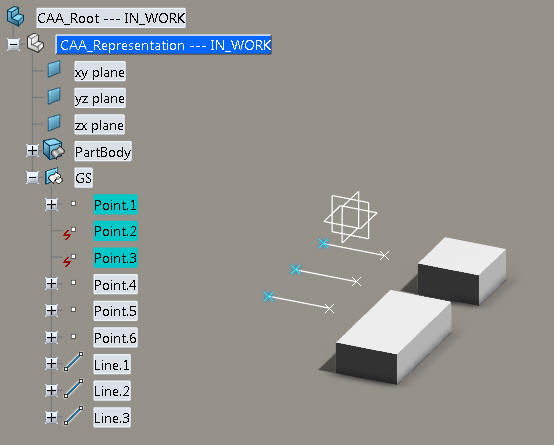 CAA_Root --- IN_WORK
CAA_Representation --- IN_WORK
xy plane
yz plane
zx plane
PartBody
GS
Point.1
Point.2
Point.3
Point.4
Point.5
Point.6
Line.1
Line.2
Line.3